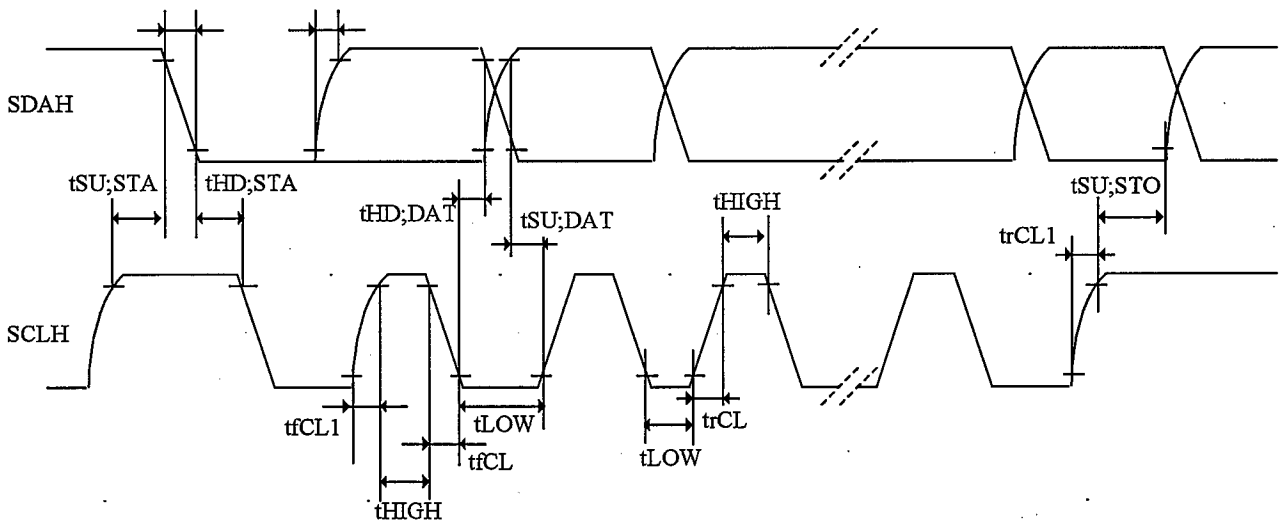 SDAH
tSU;STA
tHD;STA
tHD;DAT
tSU;DAT
tHIGH
tSU;STO
trCL1
SCLH
tfCL1
tLOW
tfCL
tHIGH
trCL
tLOW